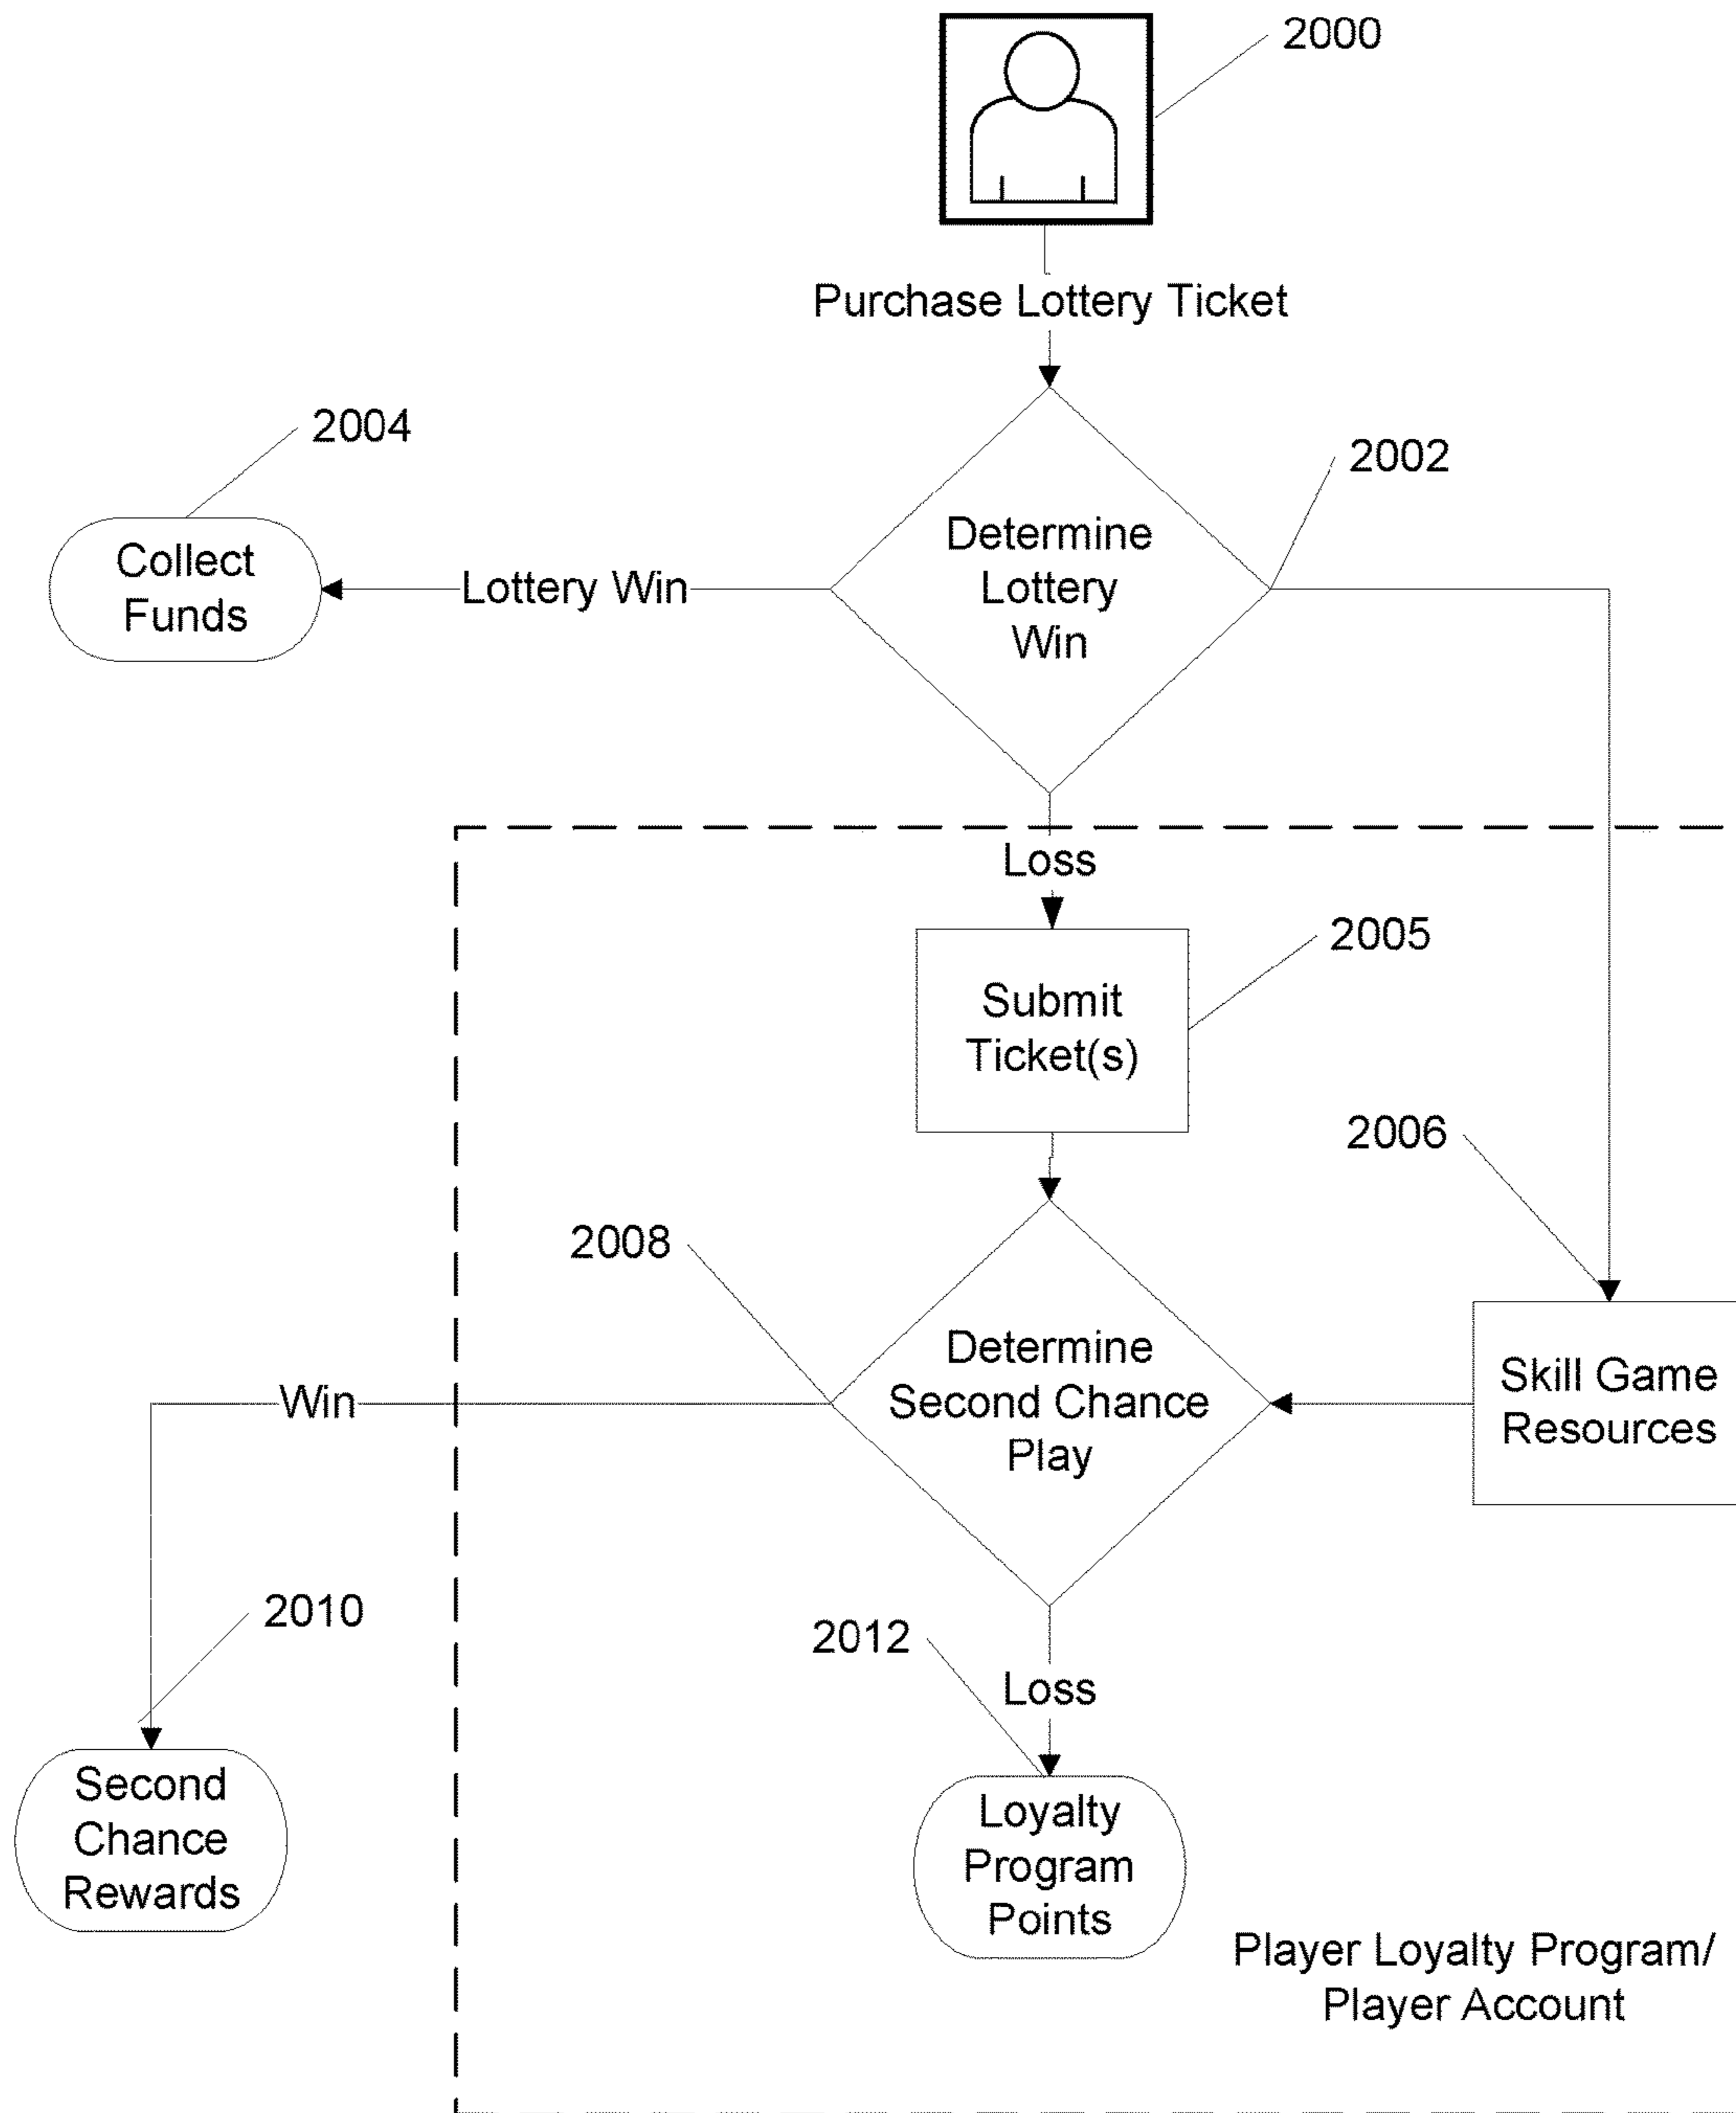 2000
Purchase Lottery Ticket
2004
2002
Determine
Lottery
Win
Collect
Funds
Lottery Win
Loss
2005
Submit
Ticket(s)
2006
2008
Determine
Second Chance
Play
Skill Game
Resources
Win
2010
2012
Loss
Second
Chance
Rewards
Loyalty
Program
Points
Player Loyalty Program/
Player Account